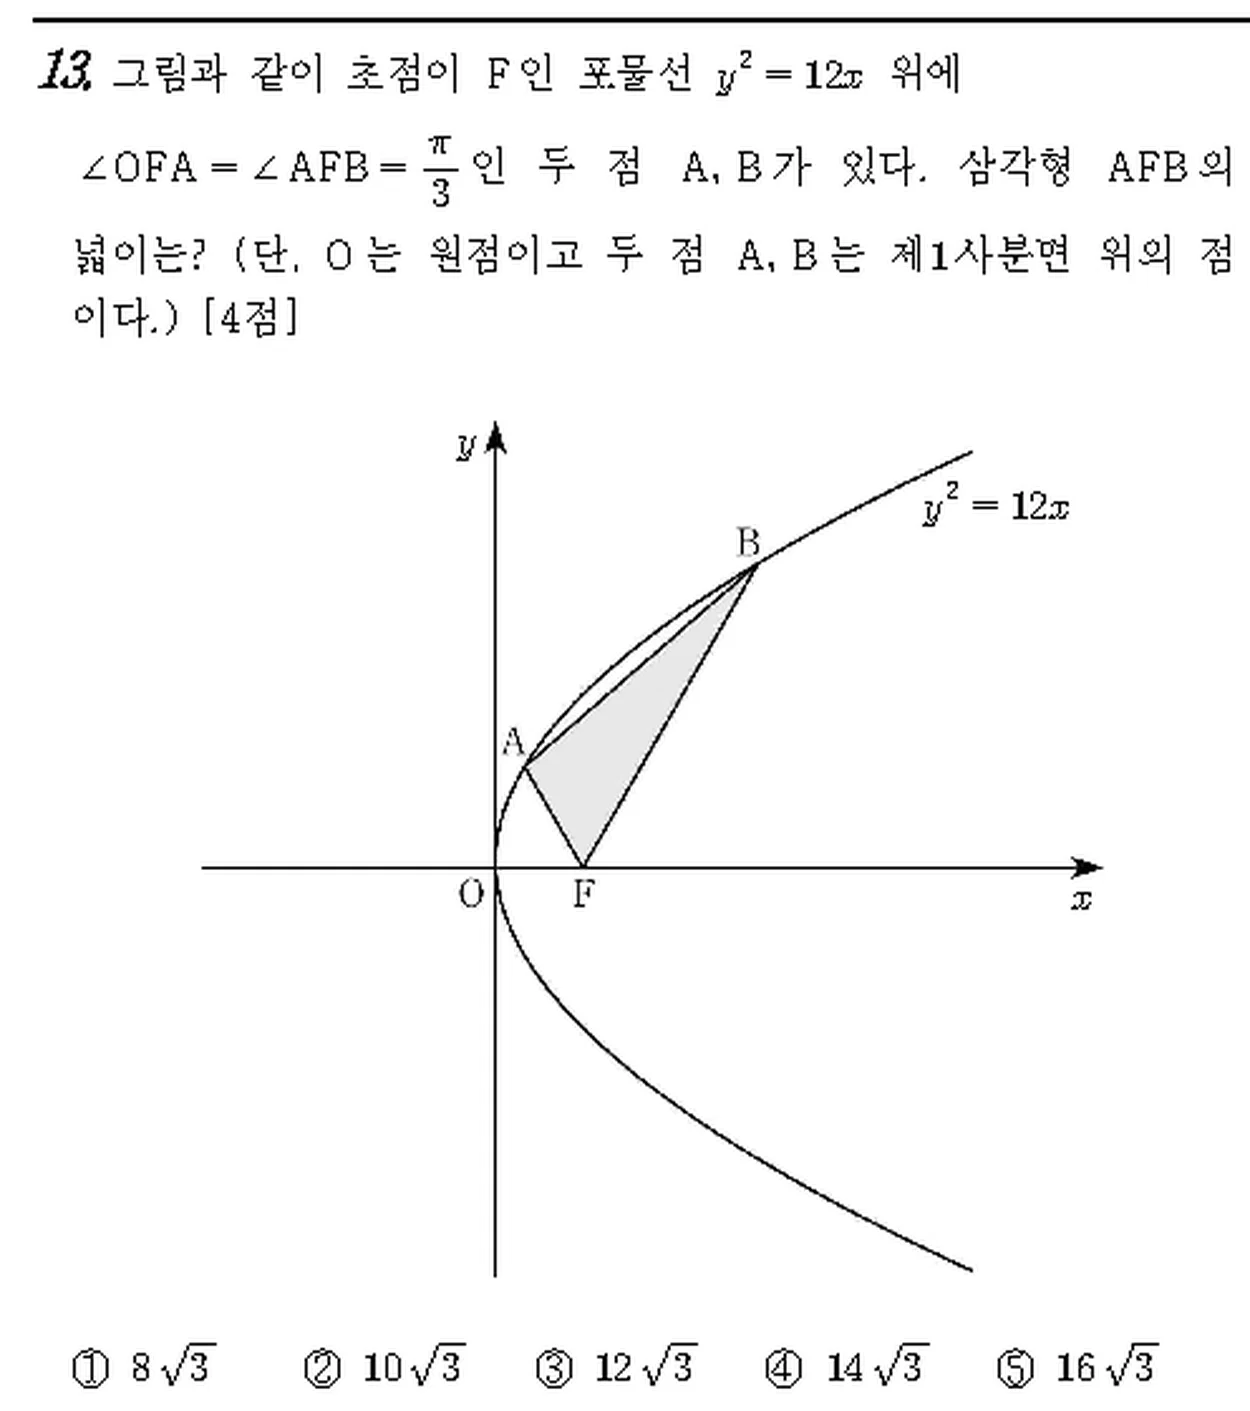 13. 그림과 같이 초점이 F인 포물선 y² = 12x 위에
∠OFA = ∠AFB = π/3 인 두 점 A, B가 있다. 삼각형 AFB의
넓이는? (단, O는 원점이고 두 점 A, B는 제1사분면 위의 점
이다.) [4점]
y
y² = 12x
B
A
O F x
① 8√3 ② 10√3 ③ 12√3 ④ 14√3 ⑤ 16√3